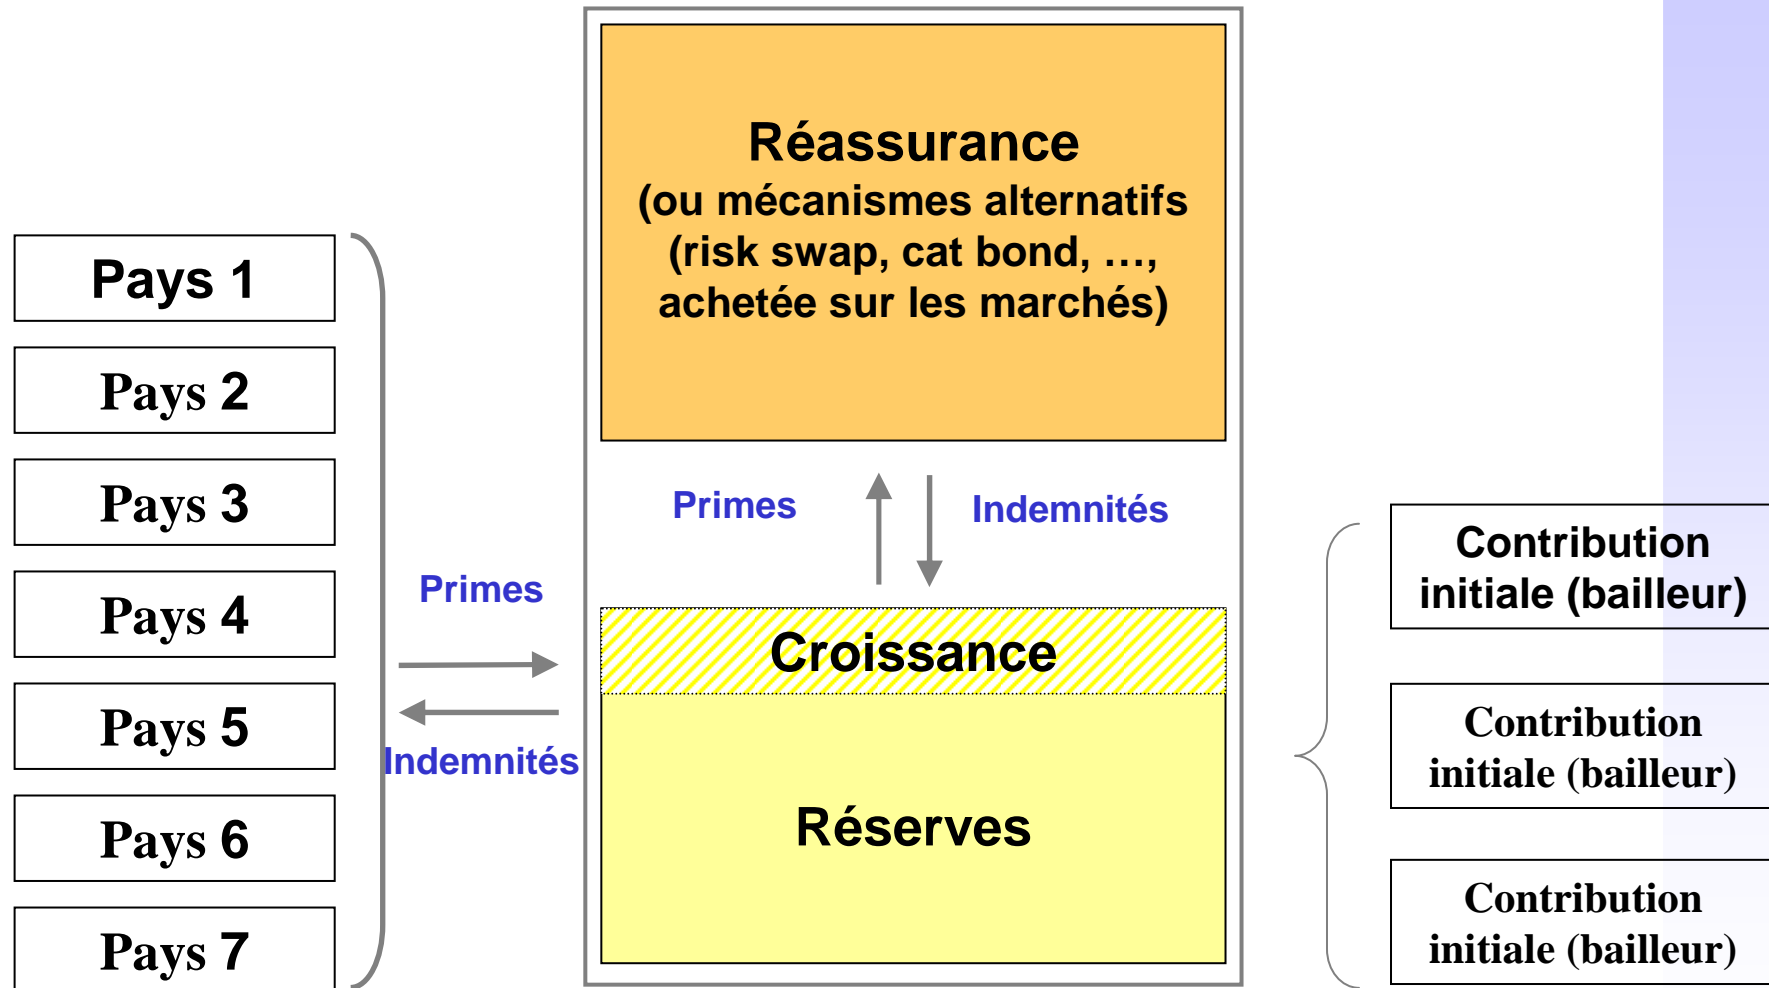 Pays 1
Pays 2
Pays 3
Pays 4
Pays 5
Pays 6
Pays 7
Primes
Indemnités
Réassurance
(ou mécanismes alternatifs
(risk swap, cat bond, …,
achetée sur les marchés)
Primes
Indemnités
Croissance
Réserves
Contribution
initiale (bailleur)
Contribution
initiale (bailleur)
Contribution
initiale (bailleur)